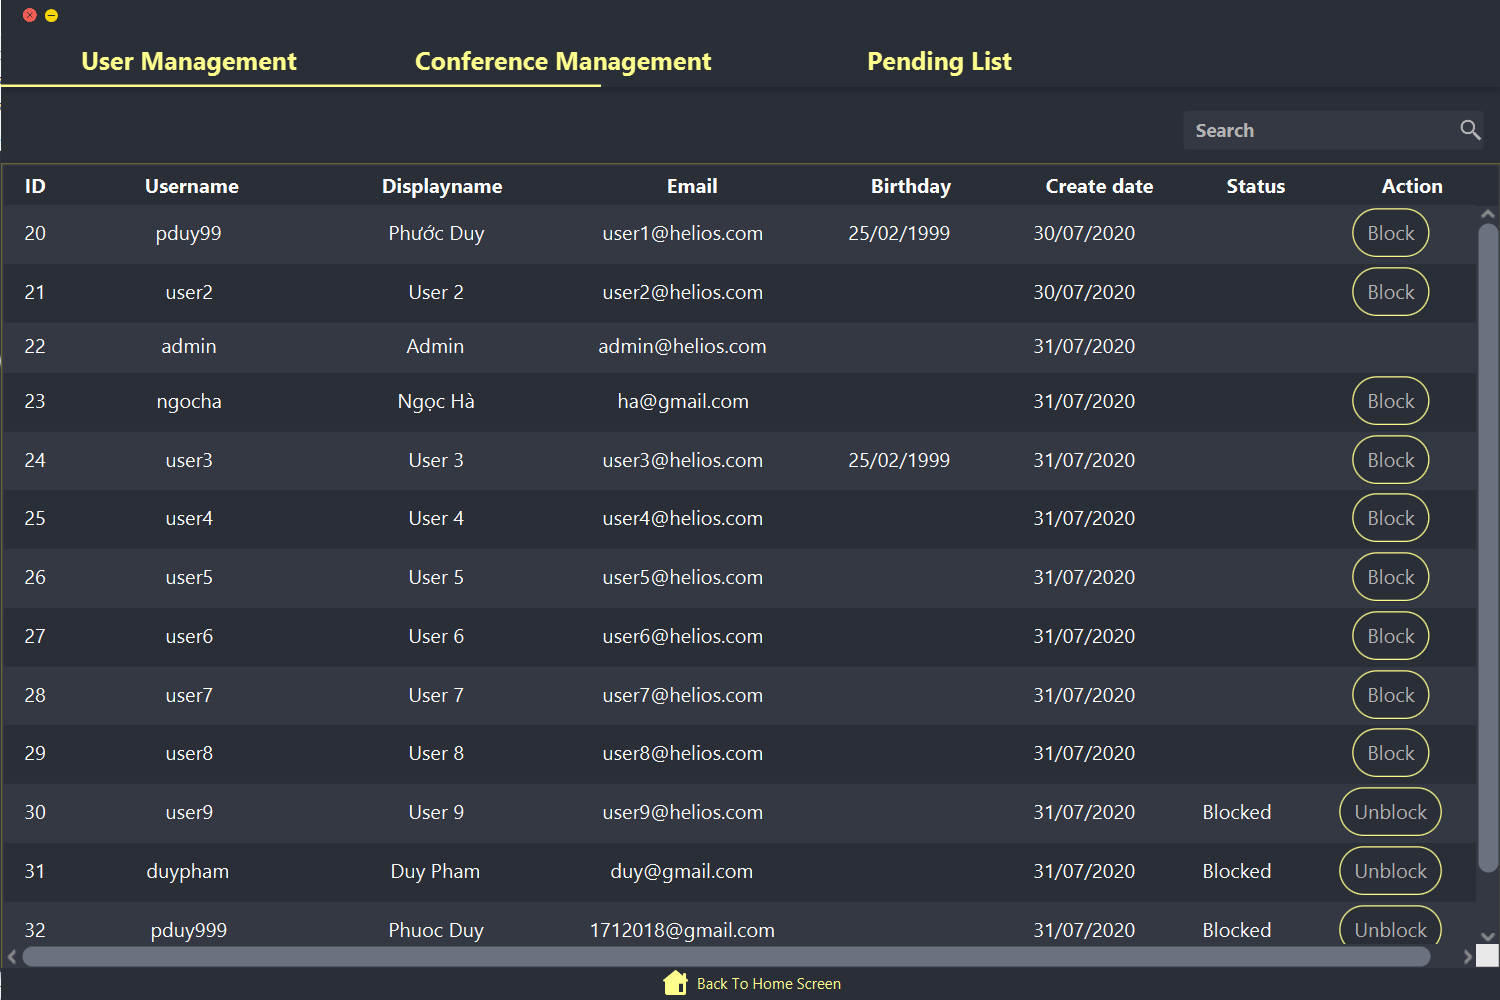 User Management Conference Management Pending List
Search
ID Username Displayname Email Birthday Create date Status Action
20 pduy99 Phước Duy user1@helios.com 25/02/1999 30/07/2020 Block
21 user2 User 2 user2@helios.com 30/07/2020 Block
22 admin Admin admin@helios.com 31/07/2020
23 ngocha Ngọc Hà ha@gmail.com 31/07/2020 Block
24 user3 User 3 user3@helios.com 25/02/1999 31/07/2020 Block
25 user4 User 4 user4@helios.com 31/07/2020 Block
26 user5 User 5 user5@helios.com 31/07/2020 Block
27 user6 User 6 user6@helios.com 31/07/2020 Block
28 user7 User 7 user7@helios.com 31/07/2020 Block
29 user8 User 8 user8@helios.com 31/07/2020 Block
30 user9 User 9 user9@helios.com 31/07/2020 Blocked Unblock
31 duypham Duy Pham duy@gmail.com 31/07/2020 Blocked Unblock
32 pduy999 Phuoc Duy 1712018@gmail.com 31/07/2020 Blocked Unblock
Back To Home Screen